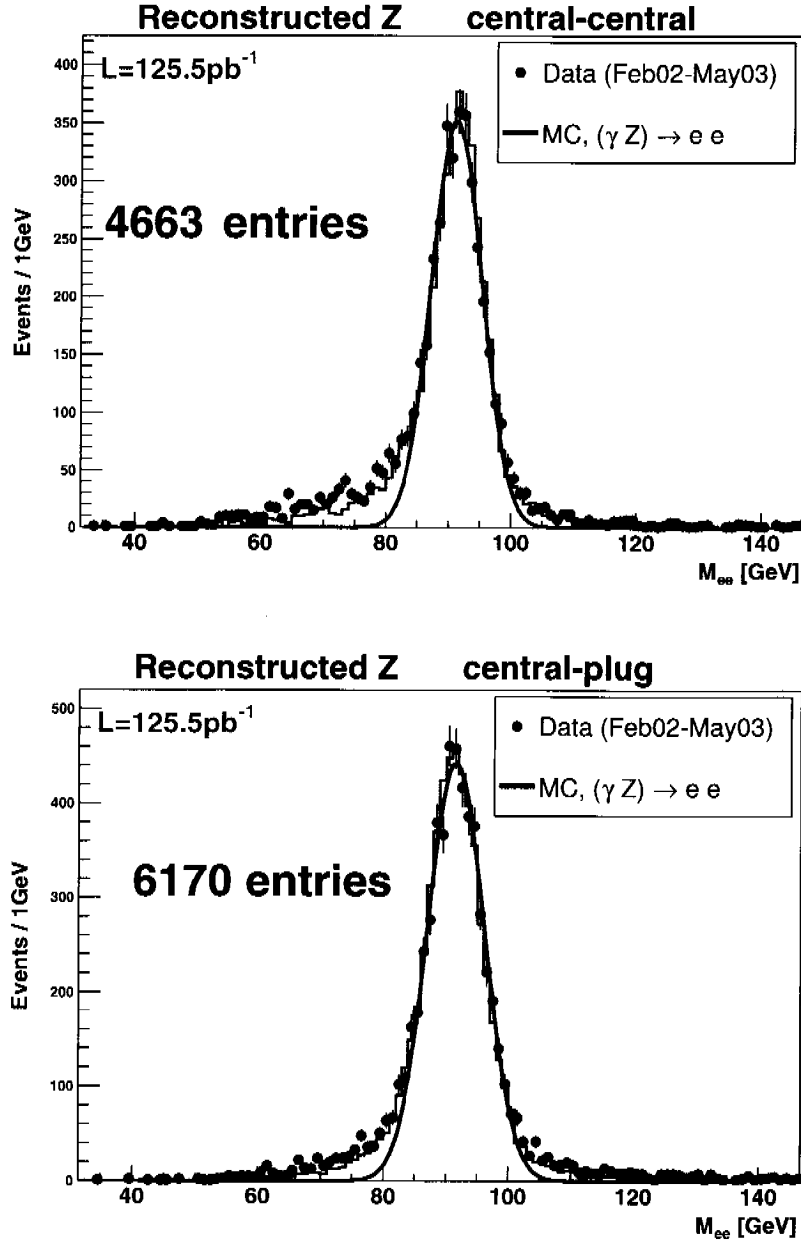 Reconstructed Z central-central
L=125.5pb⁻¹
Data (Feb02-May03)
MC, (γ Z) → e e
4663 entries
Events / 1GeV
400
350
300
250
200
150
100
50
0
40 60 80 100 120 140
M_ee [GeV]
Reconstructed Z central-plug
L=125.5pb⁻¹
Data (Feb02-May03)
MC, (γ Z) → e e
6170 entries
Events / 1GeV
500
400
300
200
100
0
40 60 80 100 120 140
M_ee [GeV]